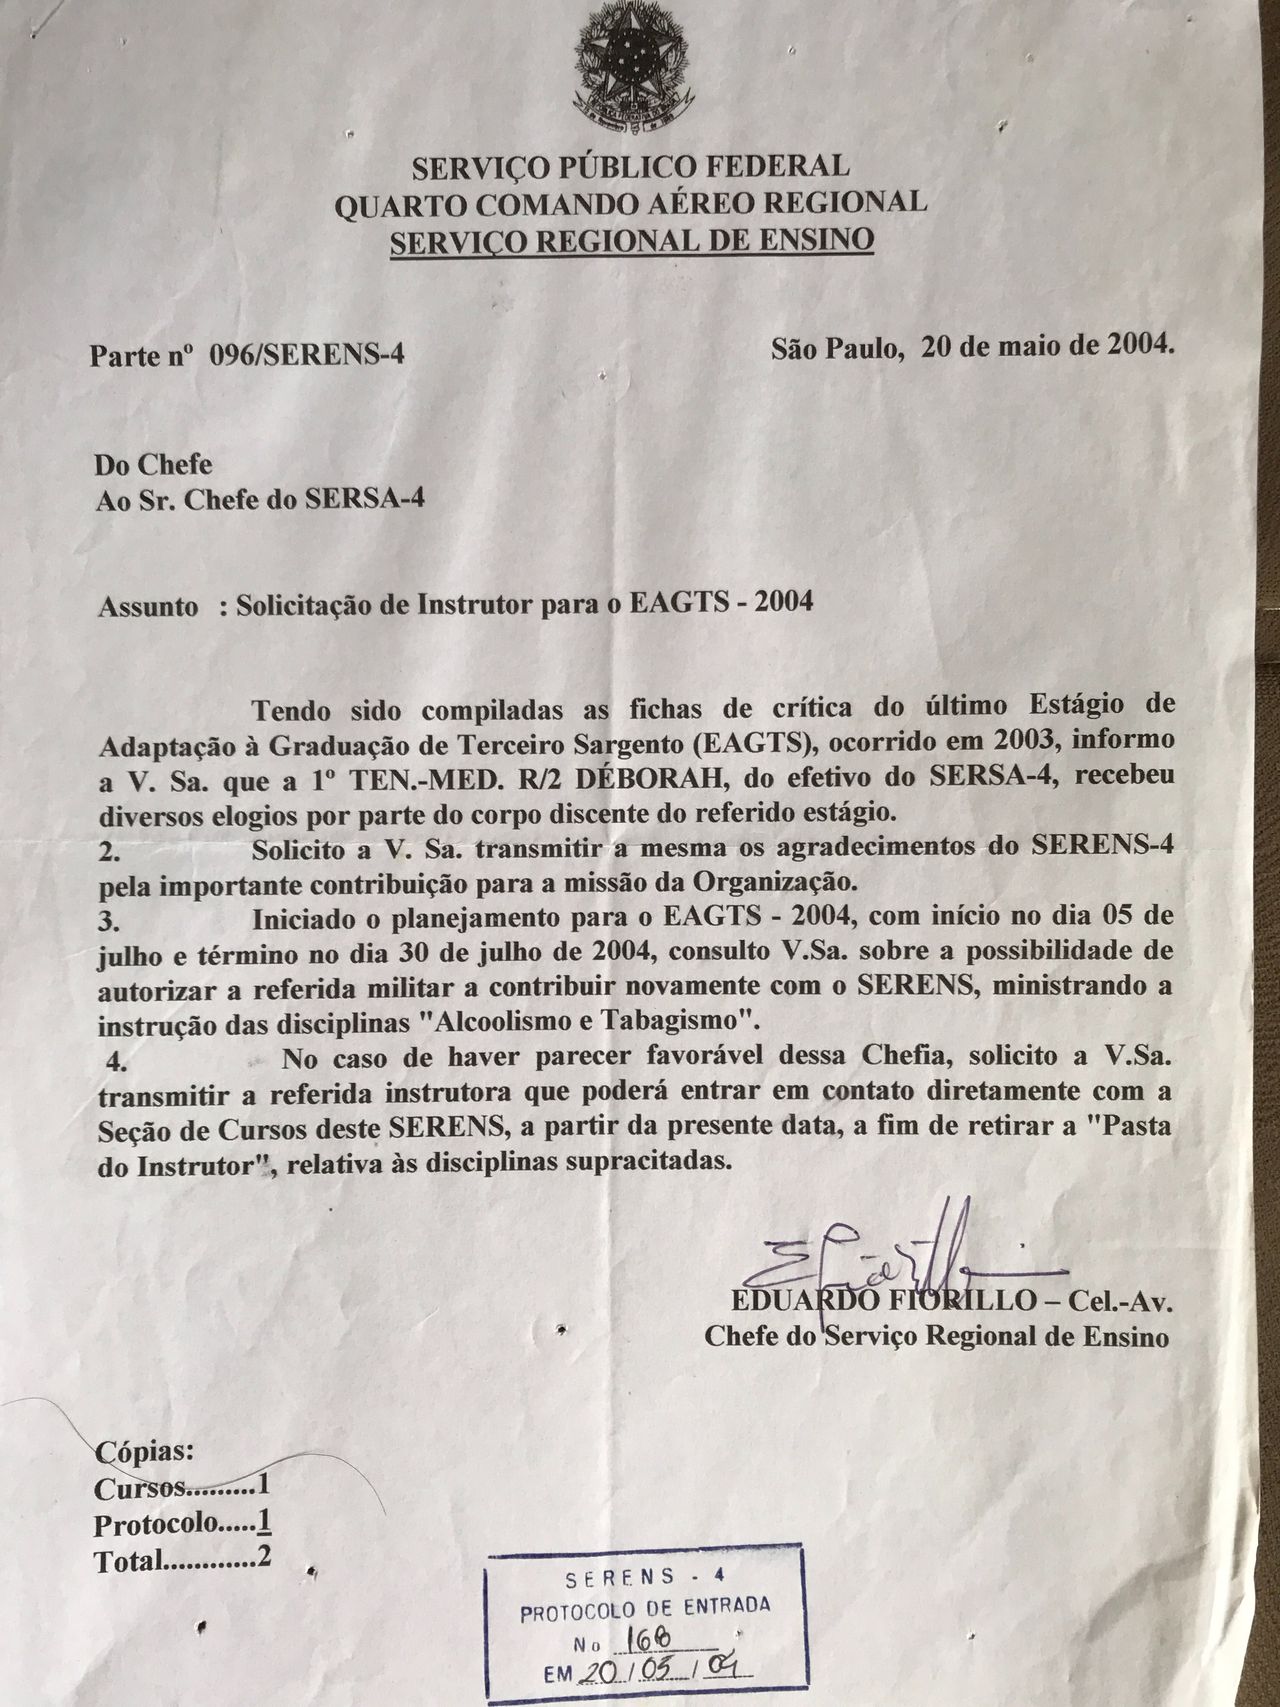 SERVIÇO PÚBLICO FEDERAL
QUARTO COMANDO AÉREO REGIONAL
SERVIÇO REGIONAL DE ENSINO
Parte nº 096/SERENS-4
São Paulo, 20 de maio de 2004.
Do Chefe
Ao Sr. Chefe do SERSA-4
Assunto : Solicitação de Instrutor para o EAGTS - 2004
Tendo sido compiladas as fichas de crítica do último Estágio de
Adaptação à Graduação de Terceiro Sargento (EAGTS), ocorrido em 2003, informo
a V. Sa. que a 1º TEN.-MED. R/2 DÉBORAH, do efetivo do SERSA-4, recebeu
diversos elogios por parte do corpo discente do referido estágio.
2. Solicito a V. Sa. transmitir a mesma os agradecimentos do SERENS-4
pela importante contribuição para a missão da Organização.
3. Iniciado o planejamento para o EAGTS - 2004, com início no dia 05 de
julho e término no dia 30 de julho de 2004, consulto V.Sa. sobre a possibilidade de
autorizar a referida militar a contribuir novamente com o SERENS, ministrando a
instrução das disciplinas "Alcoolismo e Tabagismo".
4. No caso de haver parecer favorável dessa Chefia, solicito a V.Sa.
transmitir a referida instrutora que poderá entrar em contato diretamente com a
Seção de Cursos deste SERENS, a partir da presente data, a fim de retirar a "Pasta
do Instrutor", relativa às disciplinas supracitadas.
EDUARDO FIORILLO – Cel.-Av.
Chefe do Serviço Regional de Ensino
Cópias:
Cursos.........1
Protocolo.....1
Total............2
SERENS - 4
PROTOCOLO DE ENTRADA
No 168
EM 20/05/04